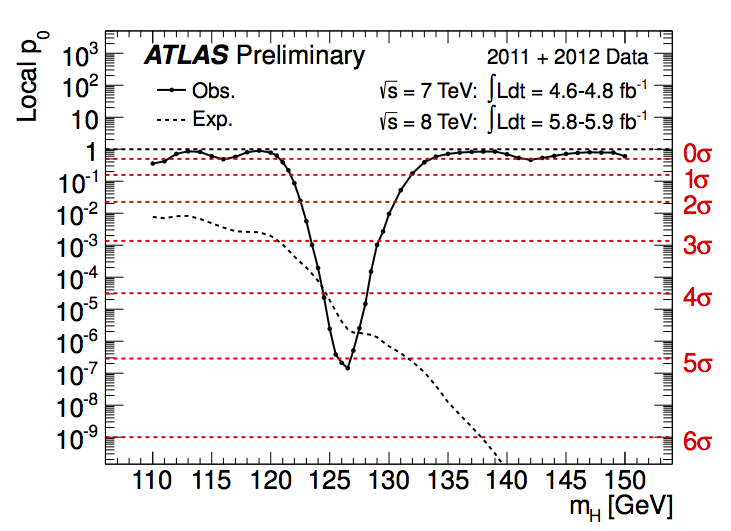 ATLAS Preliminary
2011 + 2012 Data
Obs.
Exp.
√s = 7 TeV: ∫Ldt = 4.6-4.8 fb⁻¹
√s = 8 TeV: ∫Ldt = 5.8-5.9 fb⁻¹
Local p₀
10³
10²
10
1
10⁻¹
10⁻²
10⁻³
10⁻⁴
10⁻⁵
10⁻⁶
10⁻⁷
10⁻⁸
10⁻⁹
0σ
1σ
2σ
3σ
4σ
5σ
6σ
110 115 120 125 130 135 140 145 150
m_H [GeV]